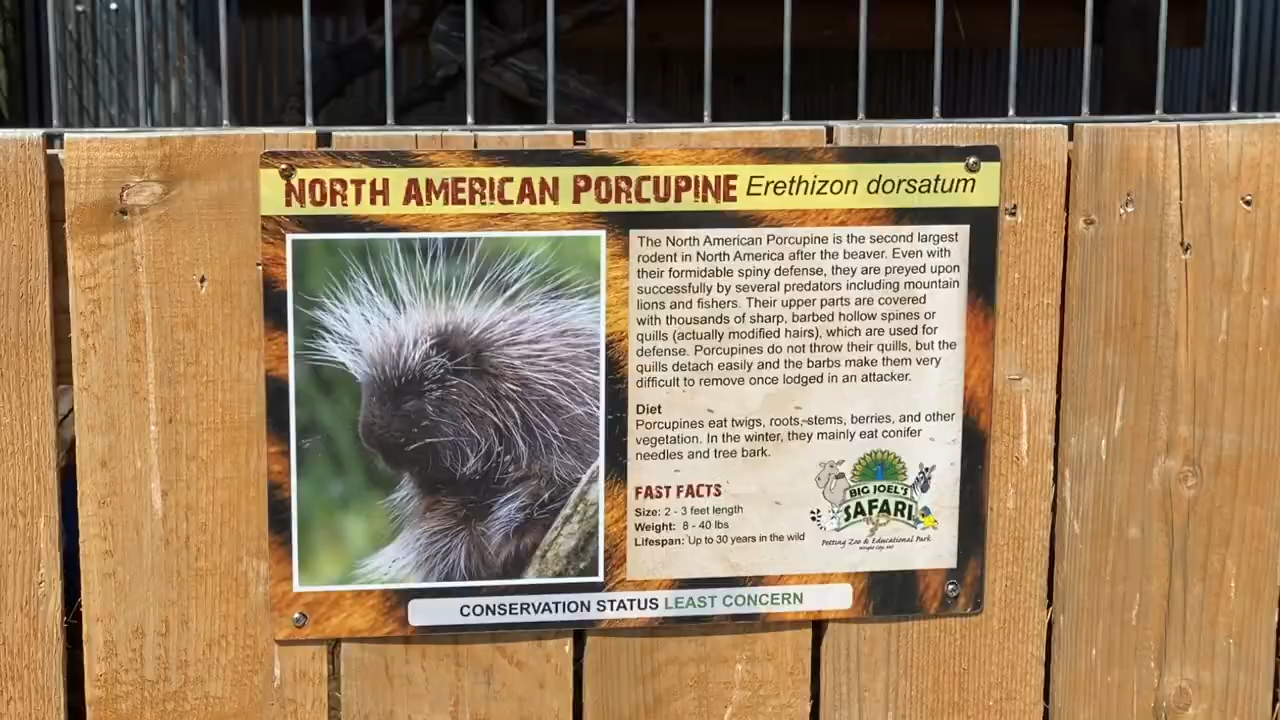 NORTH AMERICAN PORCUPINE Erethizon dorsatum
The North American Porcupine is the second largest
rodent in North America after the beaver. Even with
their formidable spiny defense, they are preyed upon
successfully by several predators including mountain
lions and fishers. Their upper parts are covered
with thousands of sharp, barbed hollow spines or
quills (actually modified hairs), which are used for
defense. Porcupines do not throw their quills, but the
quills detach easily and the barbs make them very
difficult to remove once lodged in an attacker.
Diet
Porcupines eat twigs, roots, stems, berries, and other
vegetation. In the winter, they mainly eat conifer
needles and tree bark.
FAST FACTS
Size: 2 - 3 feet length
Weight: 8 - 40 lbs
Lifespan: Up to 30 years in the wild
BIG JOEL'S
SAFARI
Petting Zoo & Educational Park
Wright City, MO
CONSERVATION STATUS LEAST CONCERN